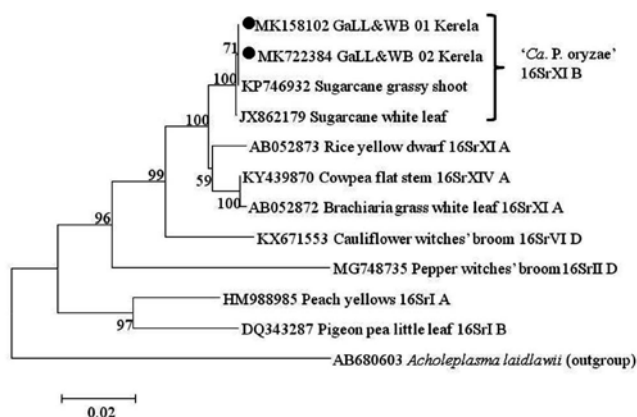 MK158102 GaLL&WB 01 Kerela
71
MK722384 GaLL&WB 02 Kerela
'Ca. P. oryzae'
16SrXI B
100
KP746932 Sugarcane grassy shoot
JX862179 Sugarcane white leaf
100
AB052873 Rice yellow dwarf 16SrXI A
59
KY439870 Cowpea flat stem 16SrXIV A
99
100
AB052872 Brachiaria grass white leaf 16SrXI A
96
KX671553 Cauliflower witches' broom 16SrVI D
MG748735 Pepper witches' broom 16SrII D
HM988985 Peach yellows 16SrI A
97
DQ343287 Pigeon pea little leaf 16SrI B
AB680603 Acholeplasma laidlawii (outgroup)
0.02